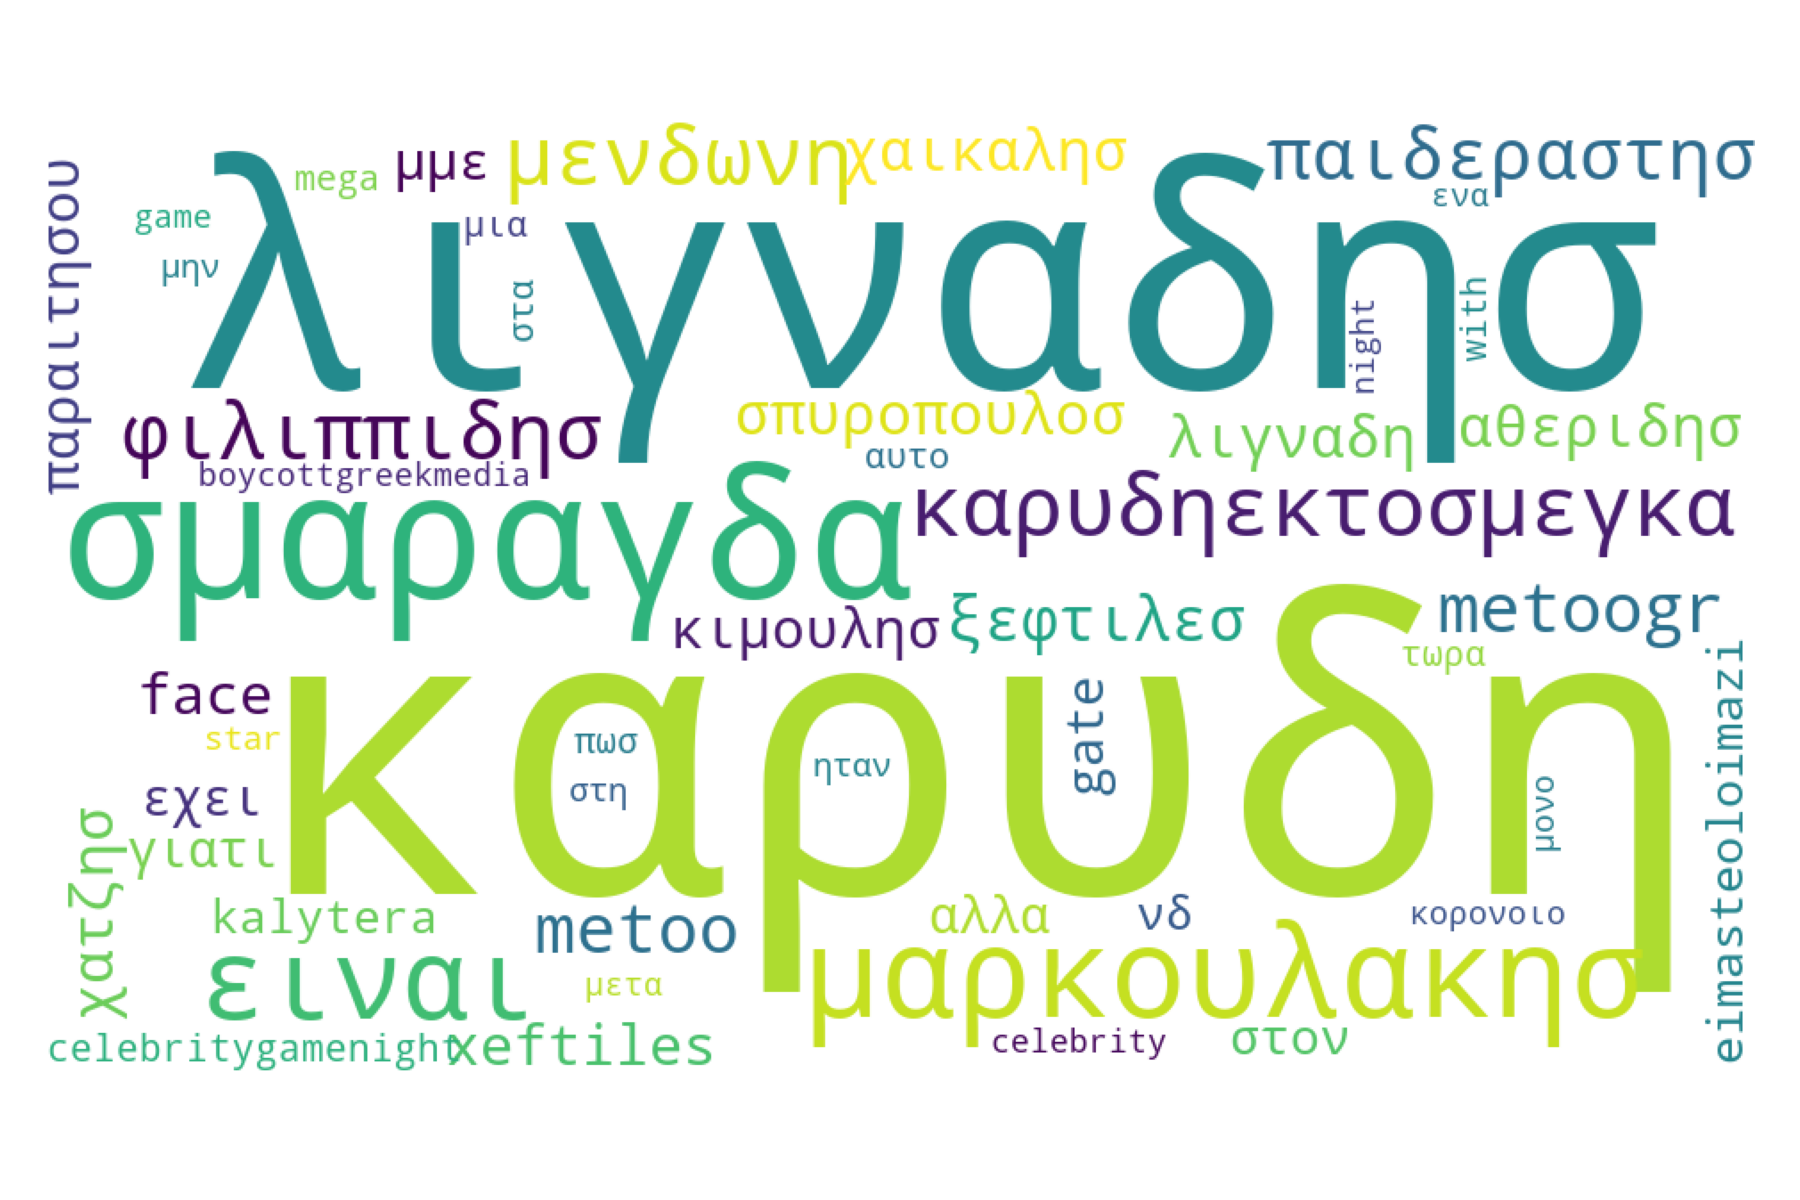 παραιτησου
mega
μμε
μενδωνη
χαικαλησ
παιδεραστησ
ενα
game
μια
μην
λιγναδησ
στα
night
with
φιλιππιδησ
σπυροπουλοσ
λιγναδη
αθεριδησ
αυτο
boycottgreekmedia
σμαραγδα
καρυδηεκτοσμεγκα
κιμουλησ
ξεφτιλεσ
metoogr
τωρα
face
star
καρυδη
πωσ
στη
ηταν
gate
μονο
eimasteoloimazi
εχει
γιατι
χατζησ
kalytera
metoo
αλλα
νδ
κορονοιο
ειναι
μετα
μαρκουλακησ
celebritygamenight
xeftiles
celebrity
στον